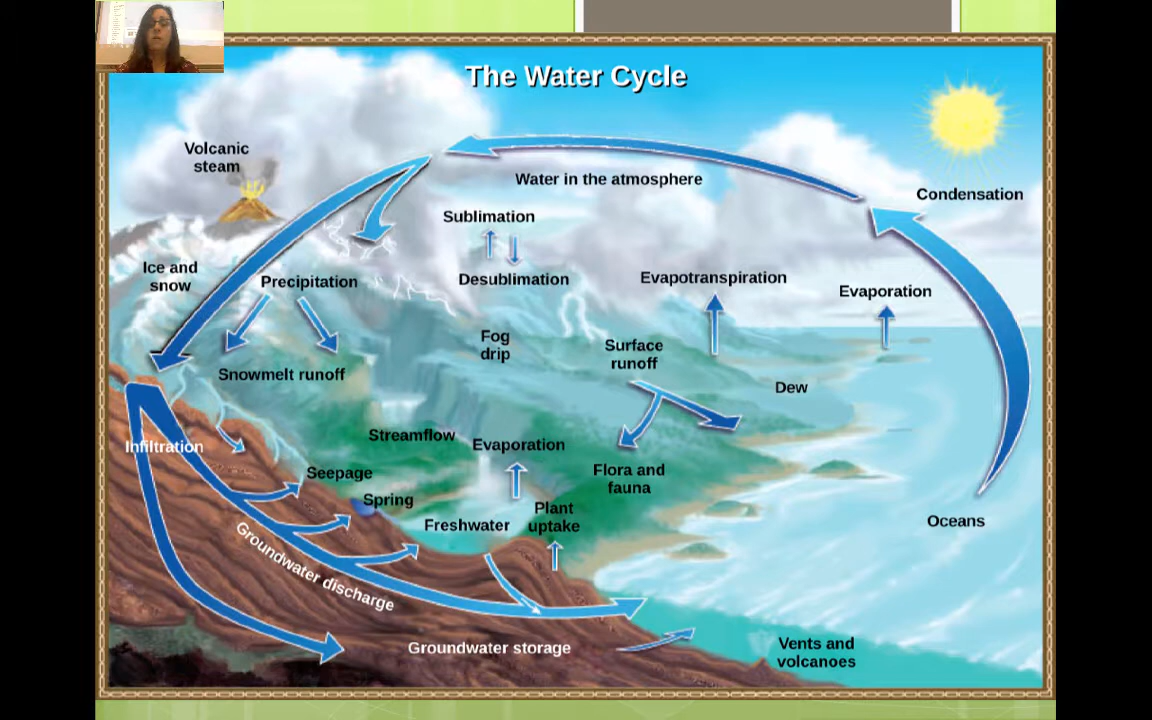 The Water Cycle
Volcanic
steam
Water in the atmosphere
Condensation
Sublimation
Ice and
snow
Precipitation
Desublimation
Evapotranspiration
Evaporation
Fog
drip
Surface
runoff
Snowmelt runoff
Dew
Infiltration
Streamflow
Evaporation
Seepage
Flora and
fauna
Spring
Freshwater
Plant
uptake
Oceans
Groundwater discharge
Groundwater storage
Vents and
volcanoes